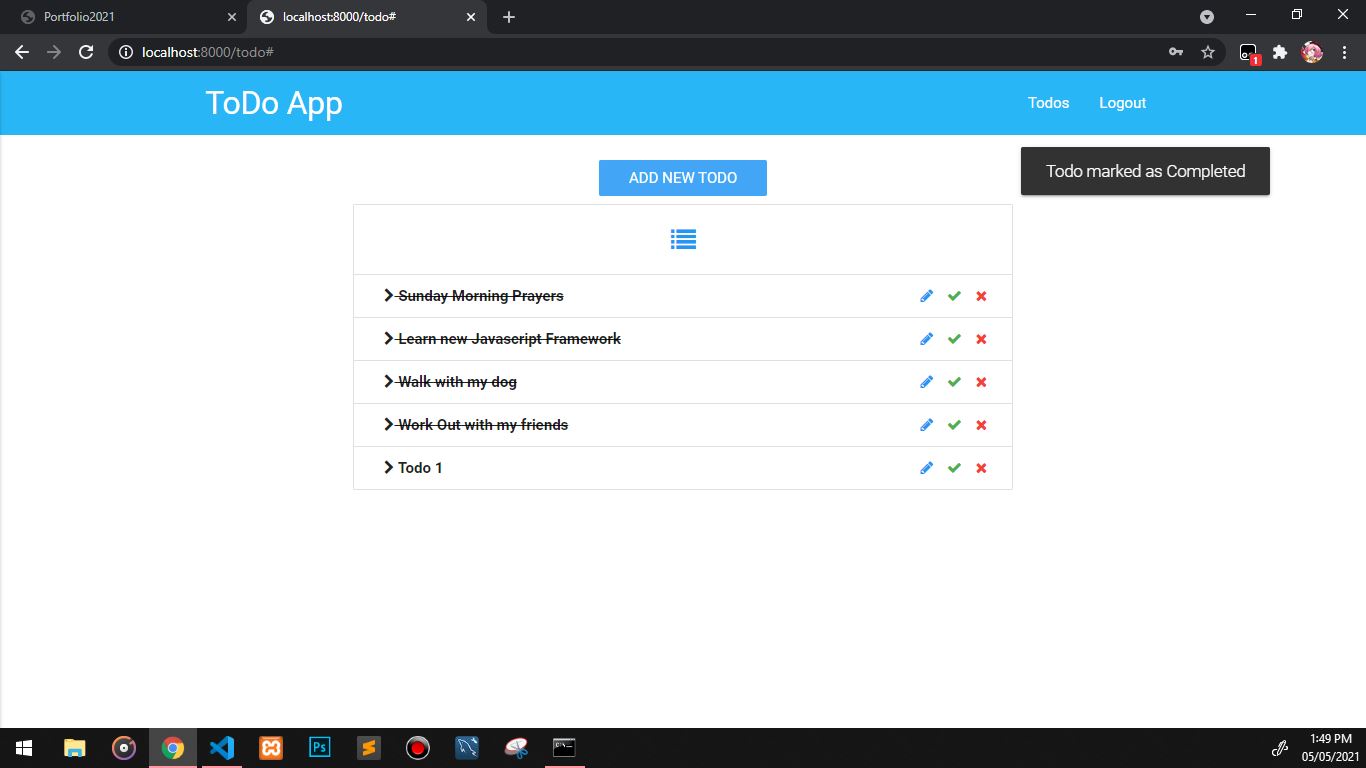 Portfolio2021
localhost:8000/todo#
localhost:8000/todo#
1
ToDo App
Todos
Logout
Todo marked as Completed
ADD NEW TODO
Sunday Morning Prayers
Learn new Javascript Framework
Walk with my dog
Work Out with my friends
Todo 1
Ps
1:49 PM
05/05/2021